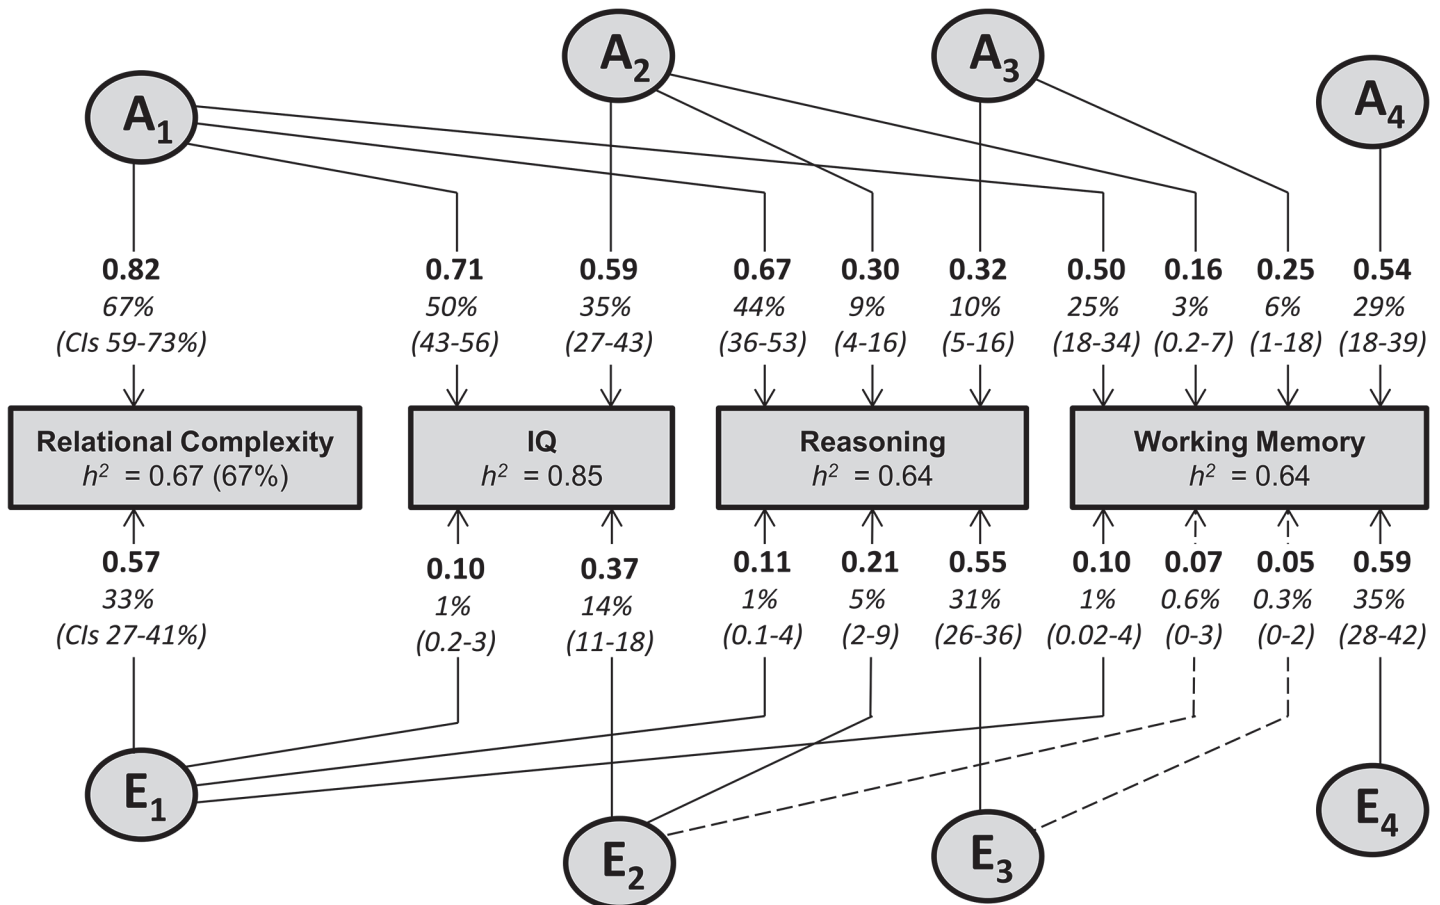 A1 A2 A3 A4
0.82 0.71 0.59 0.67 0.30 0.32 0.50 0.16 0.25 0.54
67% 50% 35% 44% 9% 10% 25% 3% 6% 29%
(CIs 59-73%) (43-56) (27-43) (36-53) (4-16) (5-16) (18-34) (0.2-7) (1-18) (18-39)
Relational Complexity IQ Reasoning Working Memory
h² = 0.67 (67%) h² = 0.85 h² = 0.64 h² = 0.64
0.57 0.10 0.37 0.11 0.21 0.55 0.10 0.07 0.05 0.59
33% 1% 14% 1% 5% 31% 1% 0.6% 0.3% 35%
(CIs 27-41%) (0.2-3) (11-18) (0.1-4) (2-9) (26-36) (0.02-4) (0-3) (0-2) (28-42)
E1 E2 E3 E4